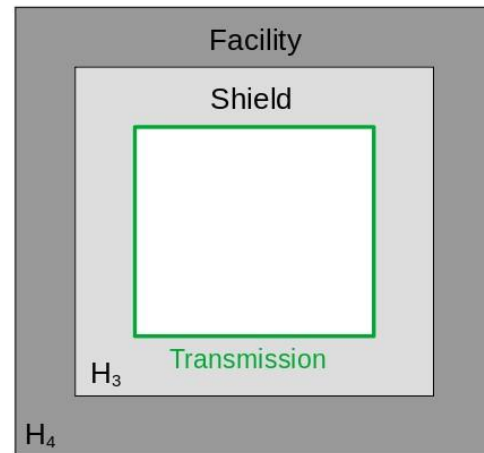 Facility
Shield
Transmission
H₃
H₄